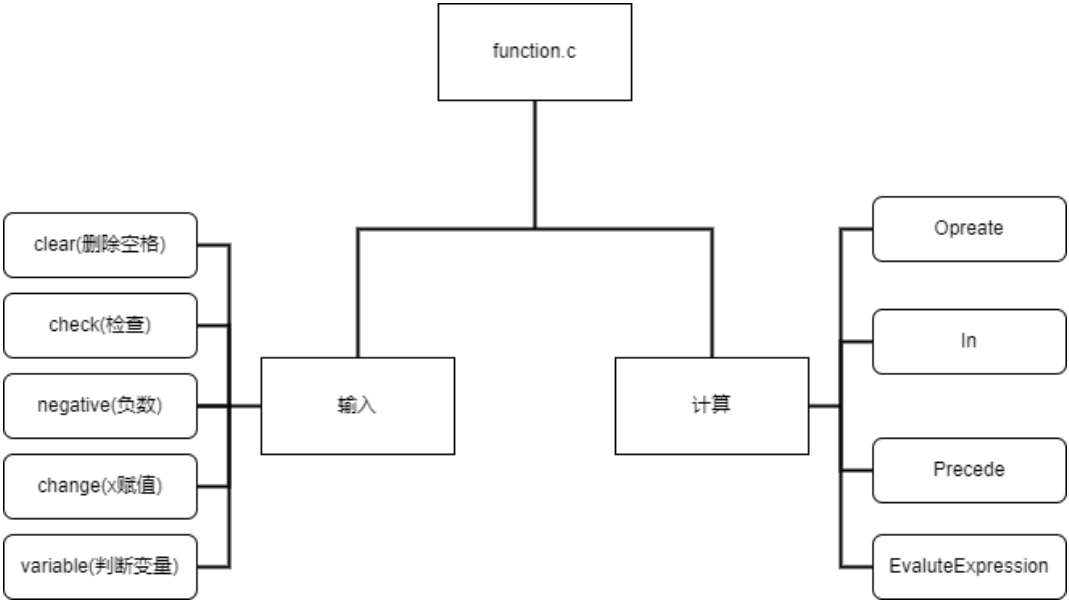 function.c
clear(删除空格)
check(检查)
negative(负数)
change(x赋值)
variable(判断变量)
输入
计算
Opreate
In
Precede
EvaluteExpression